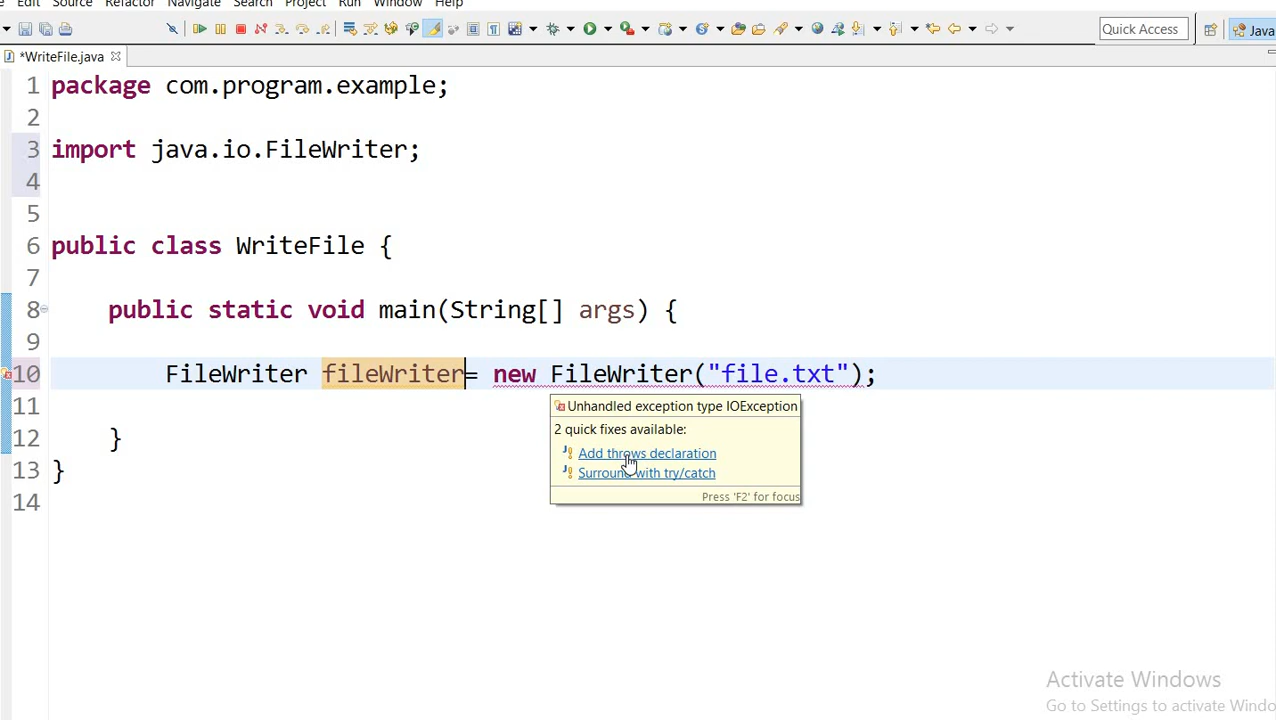 Edit Source Refactor Navigate Search Project Run Window Help
Quick Access
Java
*WriteFile.java
1 package com.program.example;
2
3 import java.io.FileWriter;
4
5
6 public class WriteFile {
7
8 public static void main(String[] args) {
9
10 FileWriter fileWriter= new FileWriter("file.txt");
11
12 }
13 }
14
Unhandled exception type IOException
2 quick fixes available:
Add throws declaration
Surround with try/catch
Press 'F2' for focus
Activate Windows
Go to Settings to activate Windo